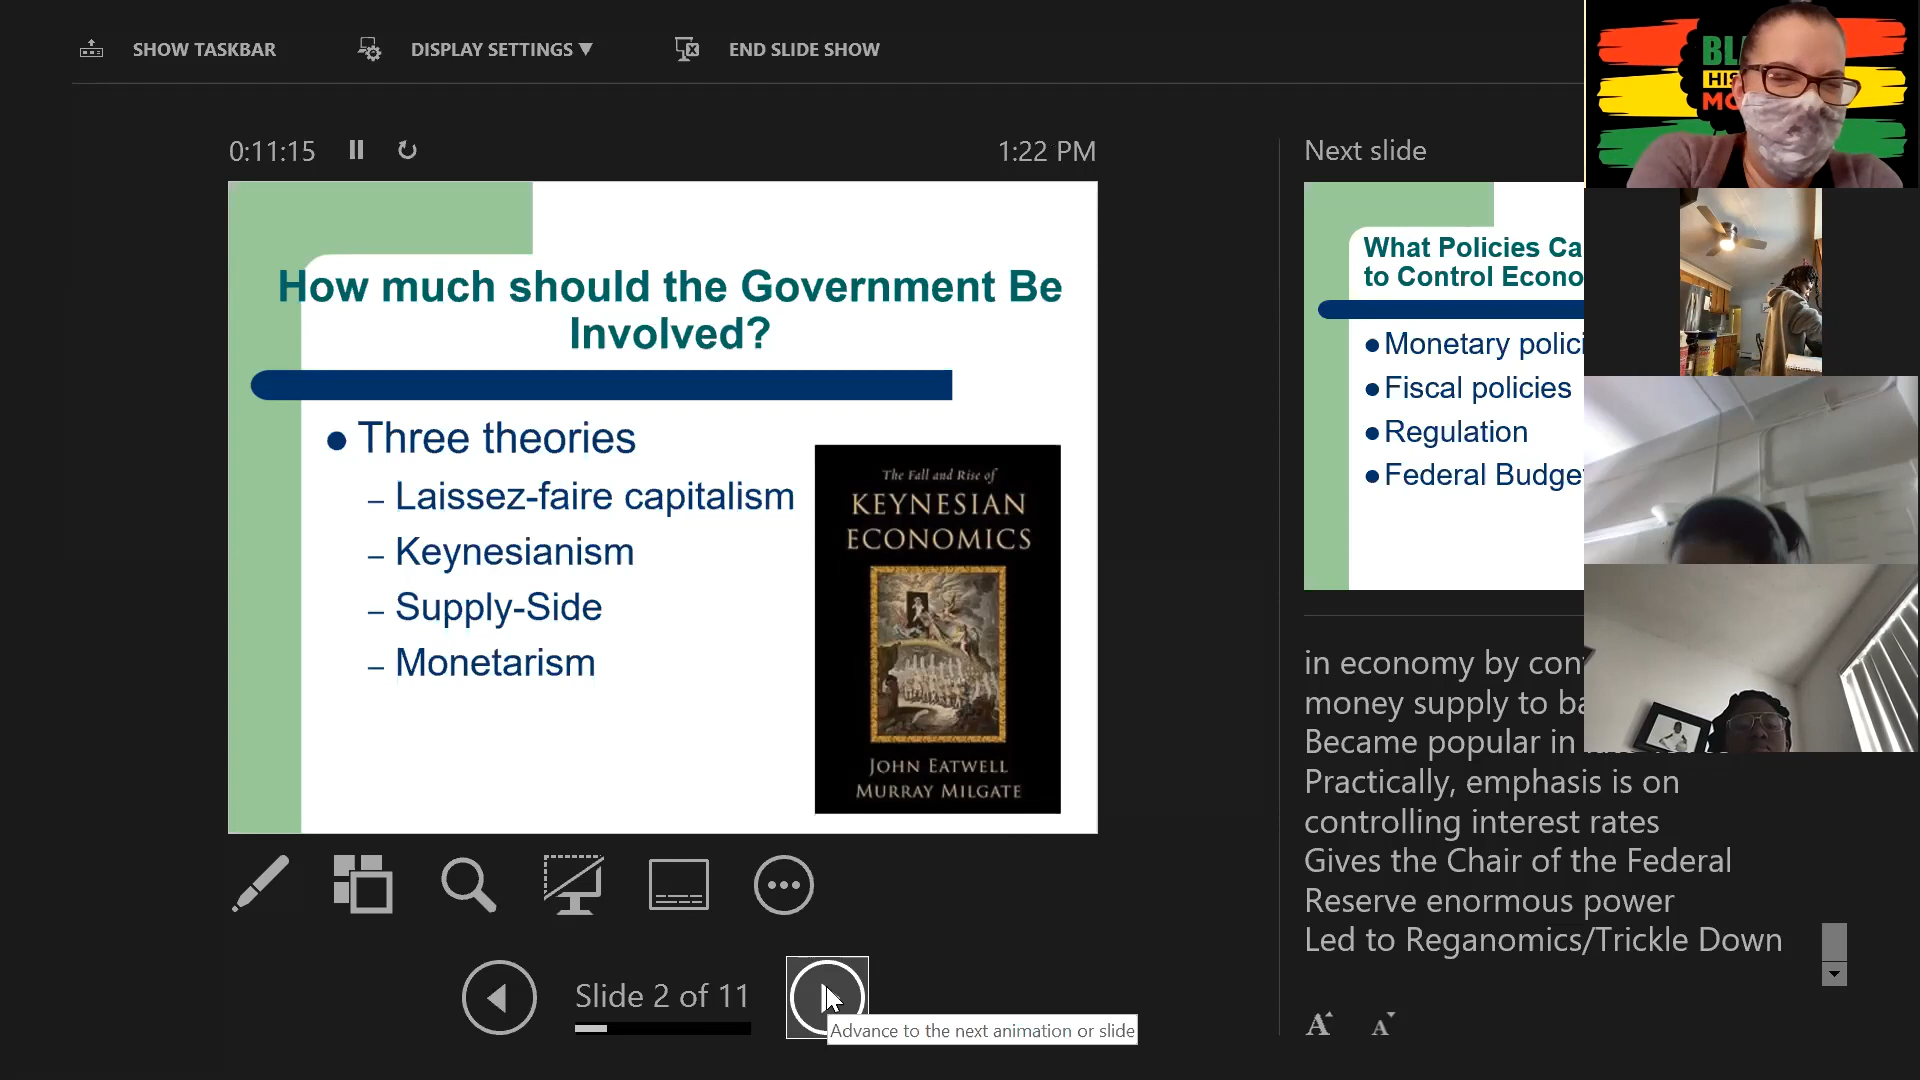 SHOW TASKBAR
DISPLAY SETTINGS ▼
END SLIDE SHOW
0:11:15
1:22 PM
How much should the Government Be
Involved?
● Three theories
– Laissez-faire capitalism
– Keynesianism
– Supply-Side
– Monetarism
The Fall and Rise of
KEYNESIAN
ECONOMICS
JOHN EATWELL
MURRAY MILGATE
Slide 2 of 11
Advance to the next animation or slide
Next slide
What Policies Ca
to Control Econo
● Monetary polici
● Fiscal policies
● Regulation
● Federal Budge
in economy by con
money supply to ba
Became popular in
Practically, emphasis is on
controlling interest rates
Gives the Chair of the Federal
Reserve enormous power
Led to Reganomics/Trickle Down
A A
BL
HIS
MO